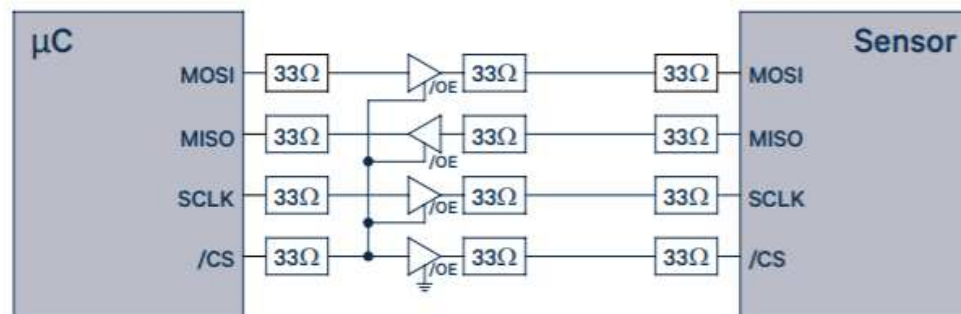 μC Sensor
MOSI 33Ω /OE 33Ω 33Ω MOSI
MISO 33Ω /OE 33Ω 33Ω MISO
SCLK 33Ω /OE 33Ω 33Ω SCLK
/CS 33Ω /OE 33Ω 33Ω /CS